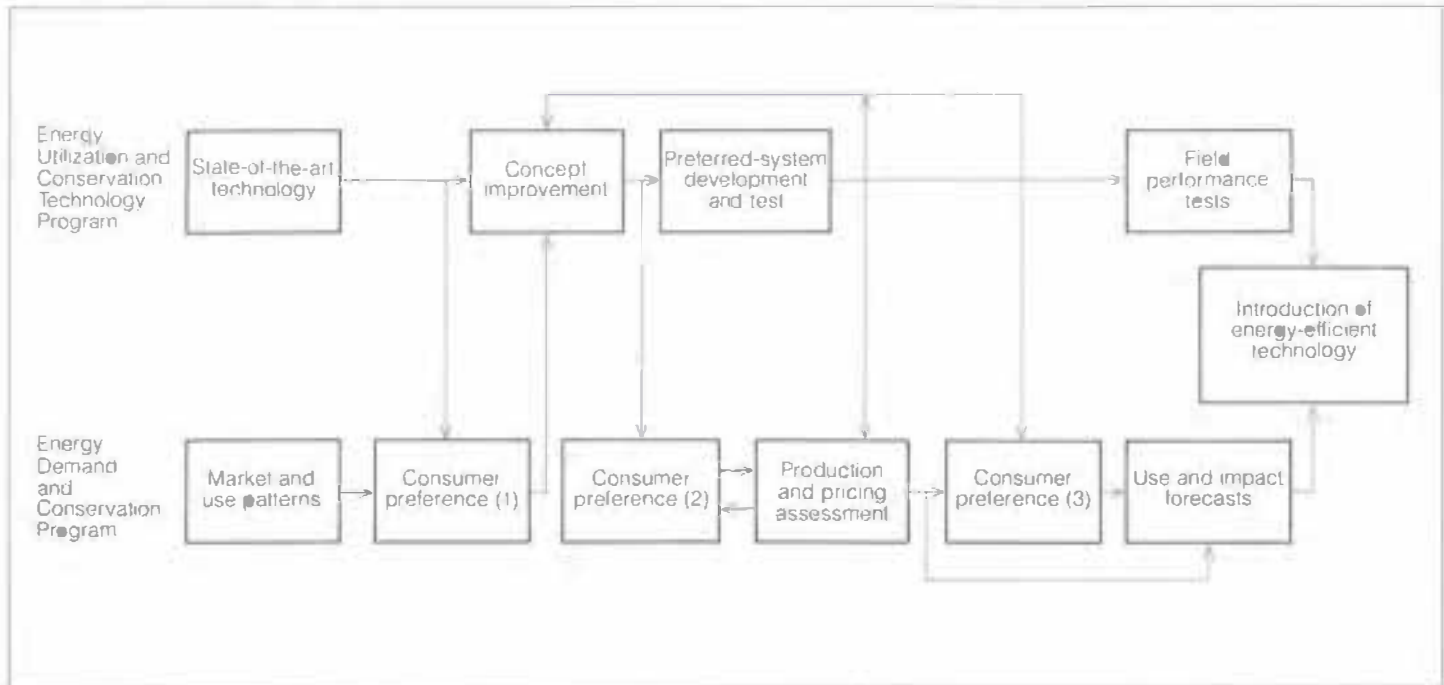 Energy
Utilization and
Conservation
Technology
Program
State-of-the-art
technology
Concept
improvement
Preferred-system
development
and test
Field
performance
tests
Introduction of
energy-efficient
technology
Energy
Demand
and
Conservation
Program
Market and
use patterns
Consumer
preference (1)
Consumer
preference (2)
Production
and pricing
assessment
Consumer
preference (3)
Use and impact
forecasts